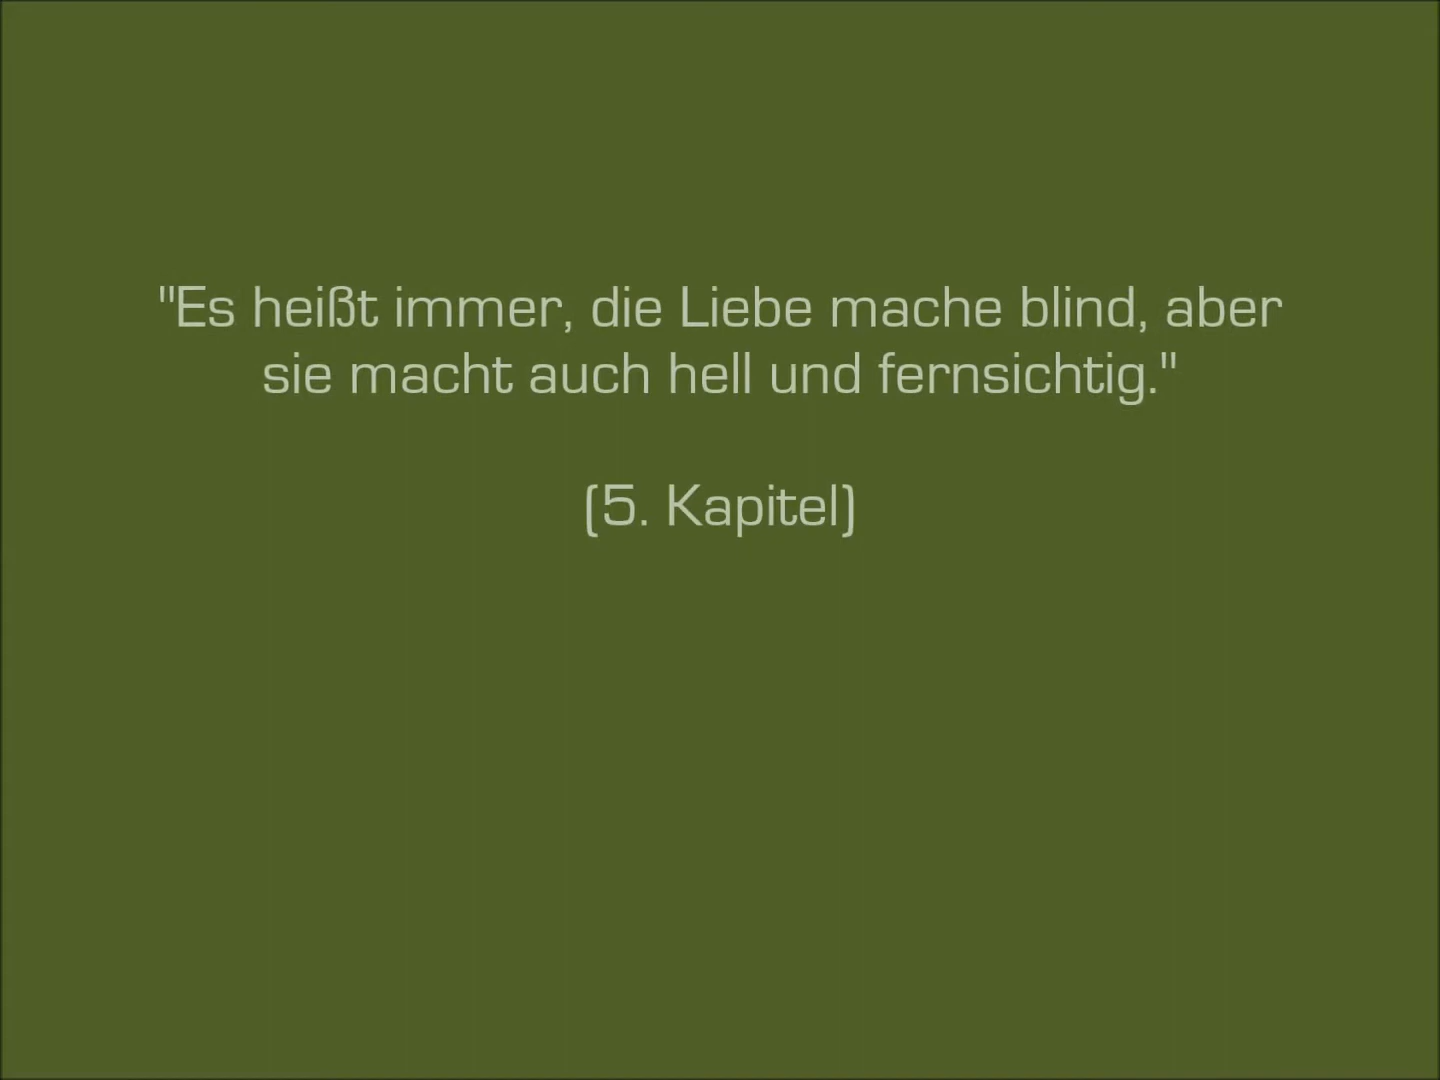 "Es heißt immer, die Liebe mache blind, aber
sie macht auch hell und fernsichtig."
(5. Kapitel)